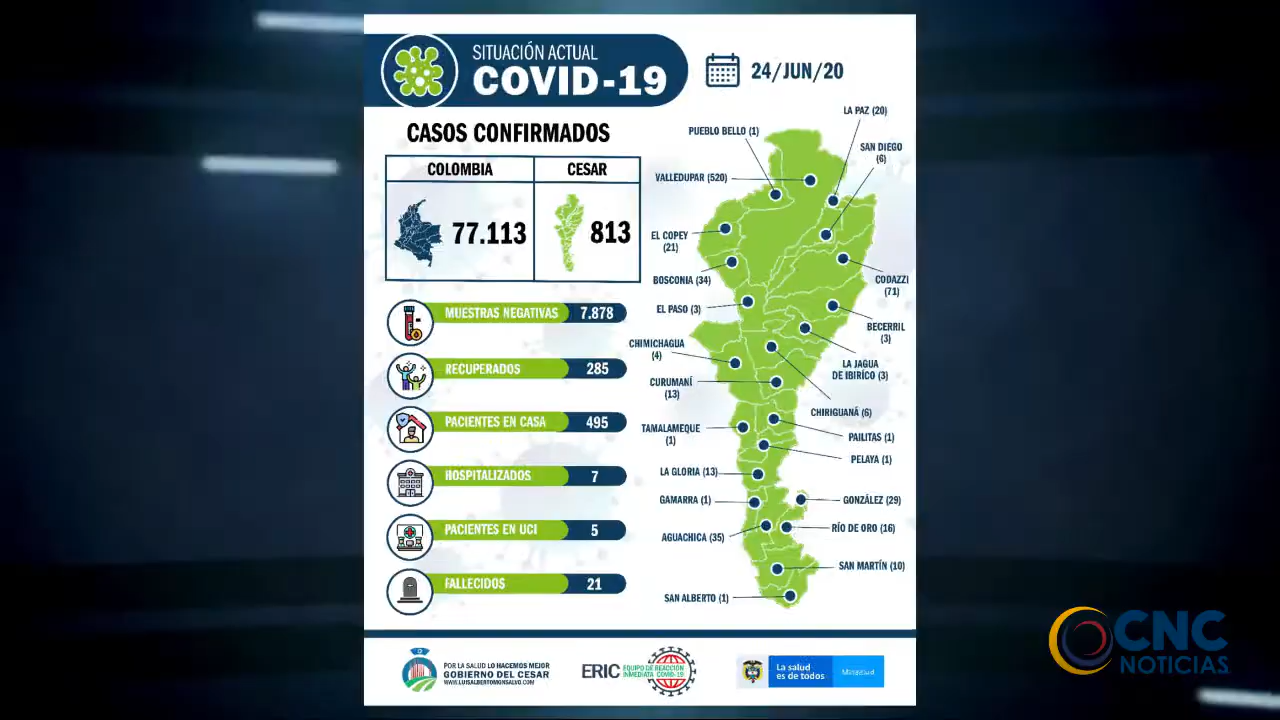 SITUACIÓN ACTUAL
COVID-19
24/JUN/20
CASOS CONFIRMADOS
COLOMBIA
CESAR
77.113
813
MUESTRAS NEGATIVAS
7.878
RECUPERADOS
285
PACIENTES EN CASA
495
HOSPITALIZADOS
7
PACIENTES EN UCI
5
FALLECIDOS
21
LA PAZ (20)
PUEBLO BELLO (1)
SAN DIEGO
(6)
VALLEDUPAR (520)
EL COPEY
(21)
BOSCONIA (34)
CODAZZI
(71)
EL PASO (3)
BECERRIL
(3)
CHIMICHAGUA
(4)
LA JAGUA
DE IBIRÍCO (3)
CURUMANÍ
(13)
CHIRIGUANÁ (6)
TAMALAMEQUE
(1)
PAILITAS (1)
PELAYA (1)
LA GLORIA (13)
GAMARRA (1)
GONZÁLEZ (29)
AGUACHICA (35)
RÍO DE ORO (16)
SAN MARTÍN (10)
SAN ALBERTO (1)
POR LA SALUD LO HACEMOS MEJOR
GOBIERNO DEL CESAR
WWW.LUISALBERTOMONSALVO.COM
ERIC
EQUIPO DE REACCIÓN
INMEDIATA COVID-19
La salud
es de todos
Minsalud
CNC
NOTICIAS